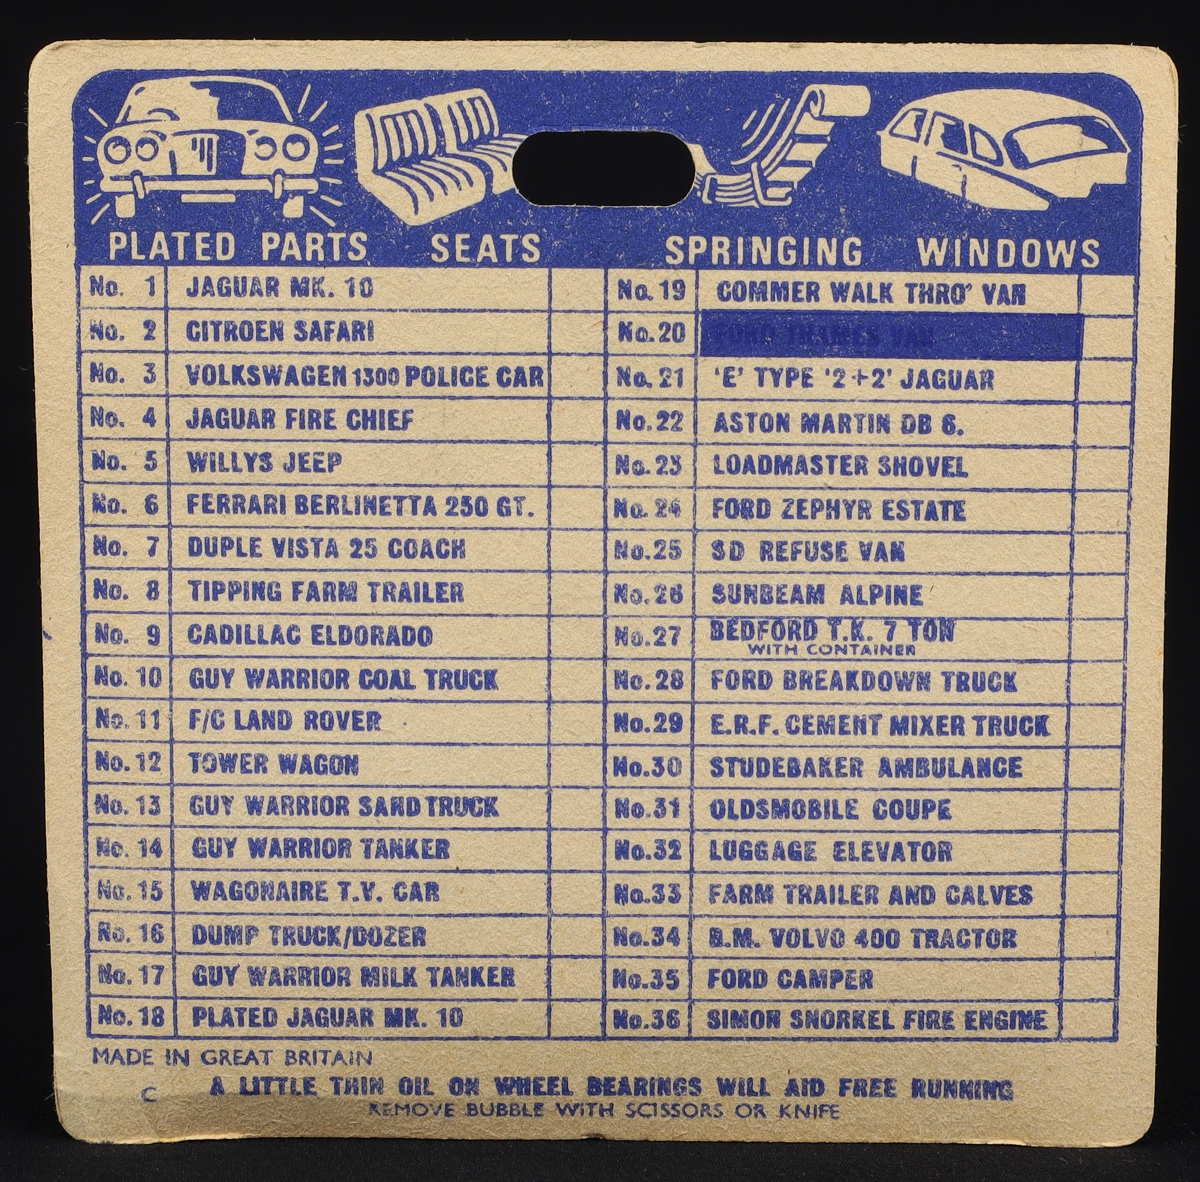 PLATED PARTS SEATS SPRINGING WINDOWS
No. 1 JAGUAR MK. 10
No. 2 CITROEN SAFARI
No. 3 VOLKSWAGEN 1300 POLICE CAR
No. 4 JAGUAR FIRE CHIEF
No. 5 WILLYS JEEP
No. 6 FERRARI BERLINETTA 250 GT.
No. 7 DUPLE VISTA 25 COACH
No. 8 TIPPING FARM TRAILER
No. 9 CADILLAC ELDORADO
No. 10 GUY WARRIOR COAL TRUCK
No. 11 F/C LAND ROVER
No. 12 TOWER WAGON
No. 13 GUY WARRIOR SAND TRUCK
No. 14 GUY WARRIOR TANKER
No. 15 WAGONAIRE T.V. CAR
No. 16 DUMP TRUCK/DOZER
No. 17 GUY WARRIOR MILK TANKER
No. 18 PLATED JAGUAR MK. 10
No. 19 COMMER WALK THRO' VAN
No. 20 FORD THAMES VAN
No. 21 'E' TYPE '2+2' JAGUAR
No. 22 ASTON MARTIN DB 6.
No. 23 LOADMASTER SHOVEL
No. 24 FORD ZEPHYR ESTATE
No. 25 SD REFUSE VAN
No. 26 SUNBEAM ALPINE
No. 27 BEDFORD T.K. 7 TON
WITH CONTAINER
No. 28 FORD BREAKDOWN TRUCK
No. 29 E.R.F. CEMENT MIXER TRUCK
No. 30 STUDEBAKER AMBULANCE
No. 31 OLDSMOBILE COUPE
No. 32 LUGGAGE ELEVATOR
No. 33 FARM TRAILER AND CALVES
No. 34 B.M. VOLVO 400 TRACTOR
No. 35 FORD CAMPER
No. 36 SIMON SNORKEL FIRE ENGINE
MADE IN GREAT BRITAIN
C A LITTLE THIN OIL ON WHEEL BEARINGS WILL AID FREE RUNNING
REMOVE BUBBLE WITH SCISSORS OR KNIFE